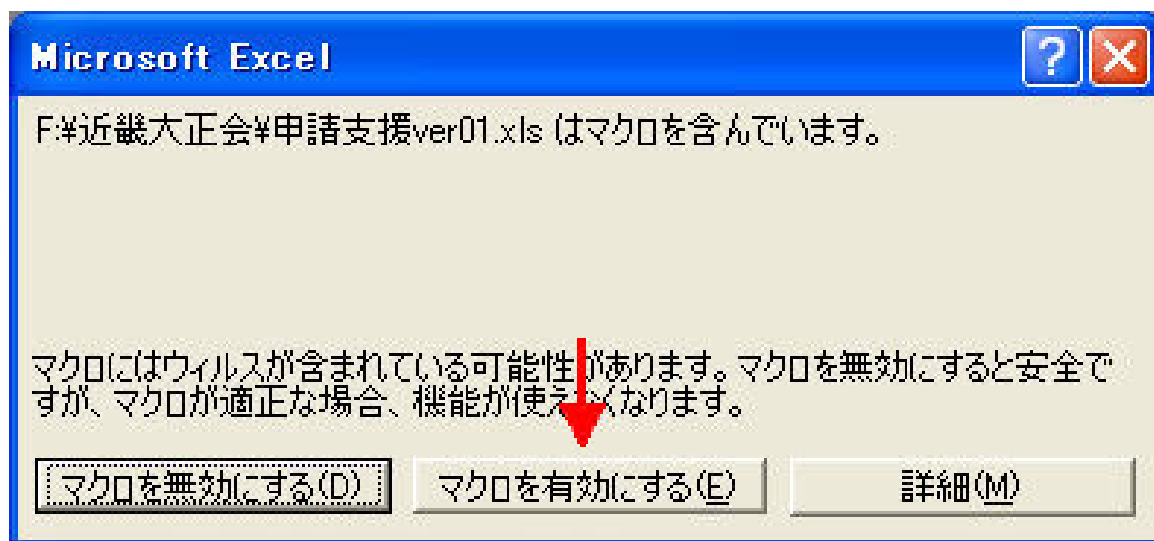 Microsoft Excel
F:¥近畿大正会¥申請支援ver01.xls はマクロを含んでいます。
マクロにはウィルスが含まれている可能性があります。マクロを無効にすると安全で
すが、マクロが適正な場合、機能が使えなくなります。
マクロを無効にする(D) マクロを有効にする(E) 詳細(M)